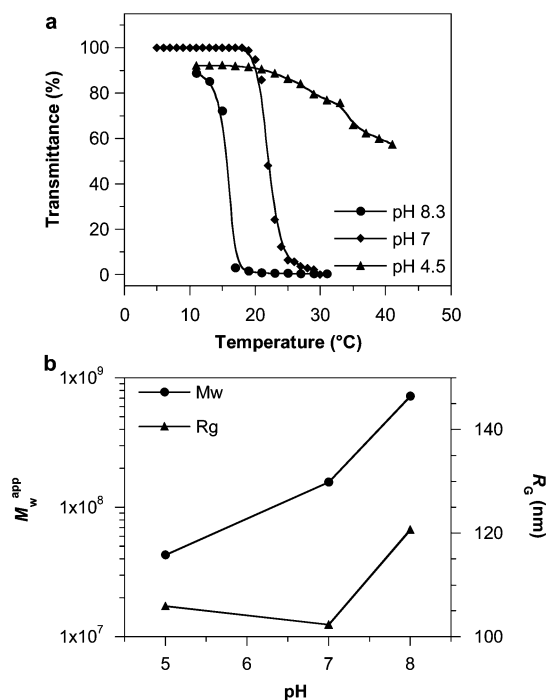 a
100
80
60
40
20
0
Transmittance (%)
pH 8.3
pH 7
pH 4.5
0 10 20 30 40 50
Temperature (°C)
b
1x10⁹
1x10⁸
1x10⁷
M_w^app
Mw
Rg
140
120
100
R_G (nm)
5 6 7 8
pH